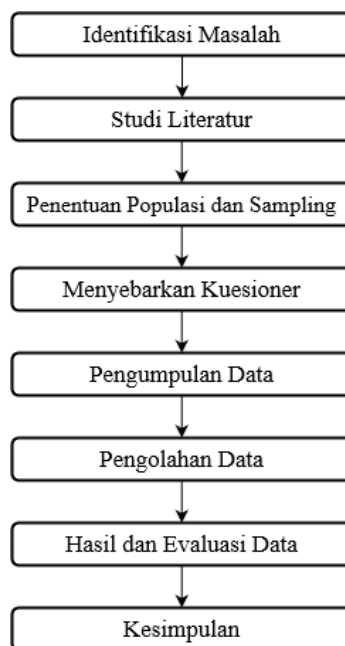 Identifikasi Masalah
Studi Literatur
Penentuan Populasi dan Sampling
Menyebarkan Kuesioner
Pengumpulan Data
Pengolahan Data
Hasil dan Evaluasi Data
Kesimpulan